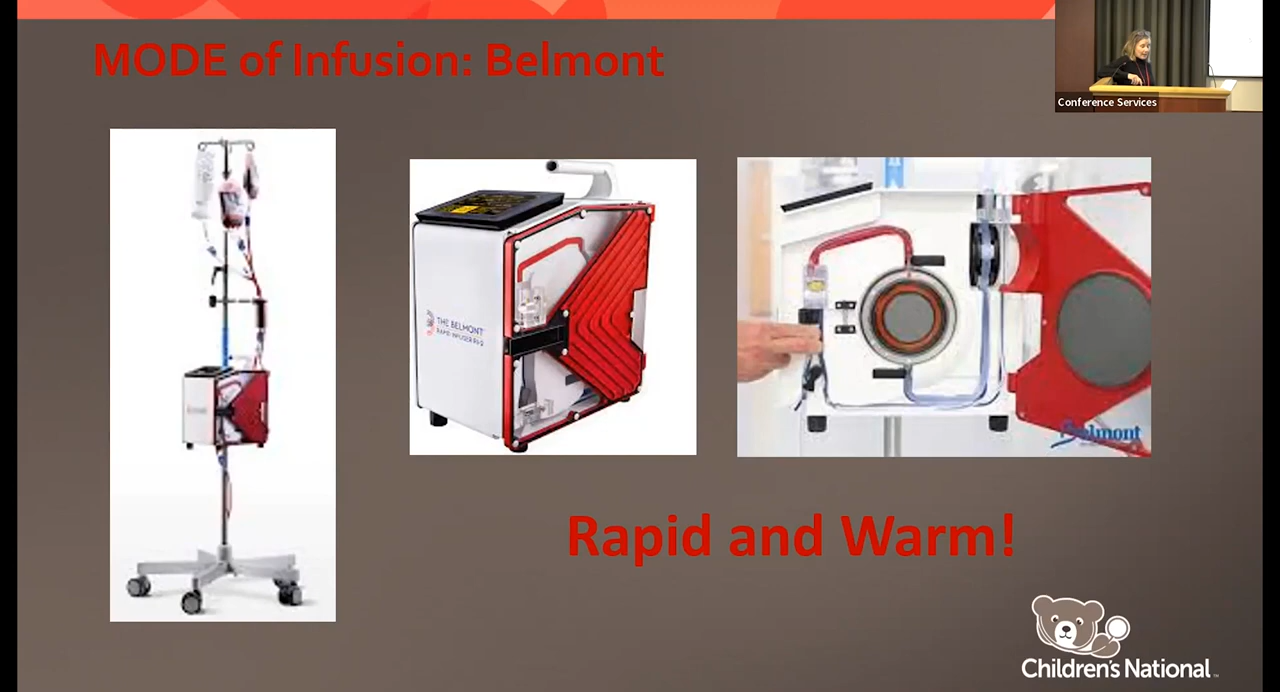 MODE of Infusion: Belmont
Conference Services
THE BELMONT
RAPID INFUSER RI-2
Belmont
Rapid and Warm!
Children's National